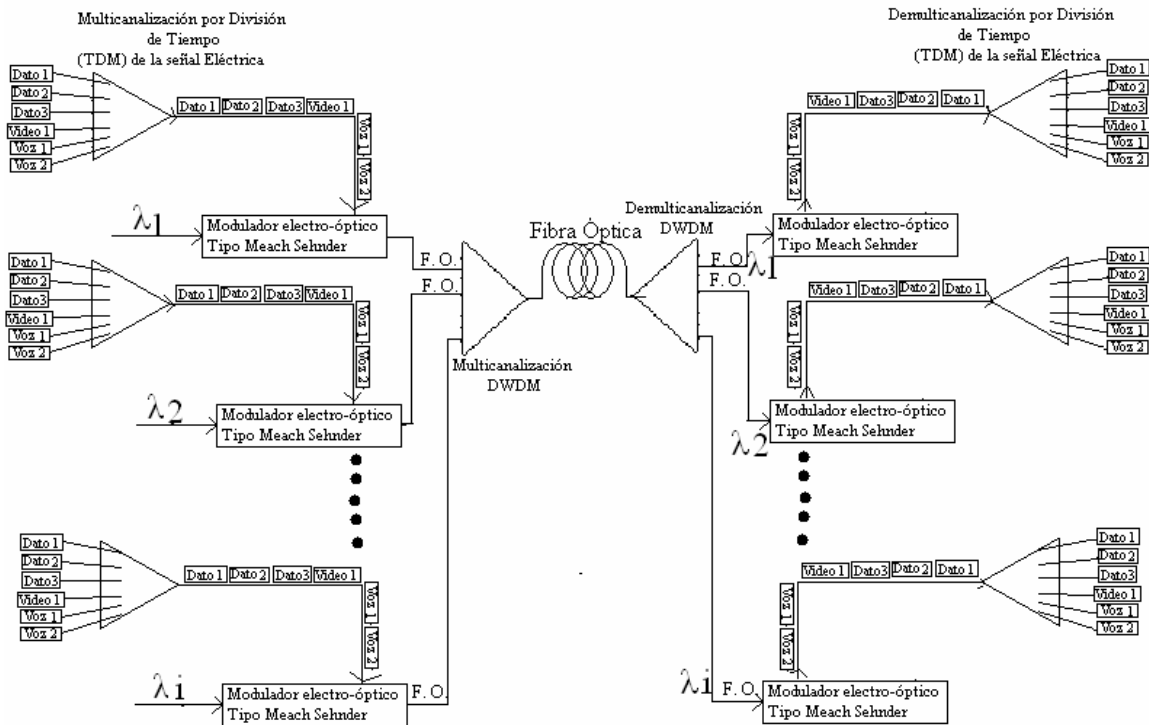 Multicanalización por División
de Tiempo
(TDM) de la señal Eléctrica
Dato 1
Dato 2
Dato3
Video 1
Voz 1
Voz 2
Dato 1 Dato 2 Dato3 Video 1
Voz 1
Voz 2
λ1
Modulador electro-óptico
Tipo Meach Sehnder
F. O.
Dato 1
Dato 2
Dato3
Video 1
Voz 1
Voz 2
Dato 1 Dato 2 Dato3 Video 1
Voz 1
Voz 2
λ2
Modulador electro-óptico
Tipo Meach Sehnder
F. O.
Dato 1
Dato 2
Dato3
Video 1
Voz 1
Voz 2
Dato 1 Dato 2 Dato3 Video 1
Voz 1
Voz 2
λi
Modulador electro-óptico
Tipo Meach Sehnder
F. O.
Multicanalización
DWDM
Fibra Óptica
Demulticanalización
DWDM
Demulticanalización por División
de Tiempo
(TDM) de la señal Eléctrica
F. O.
λ1
Modulador electro-óptico
Tipo Meach Sehnder
Voz 1
Voz 2
Video 1 Dato3 Dato 2 Dato 1
Dato 1
Dato 2
Dato3
Video 1
Voz 1
Voz 2
F. O.
λ2
Modulador electro-óptico
Tipo Meach Sehnder
Voz 1
Voz 2
Video 1 Dato3 Dato 2 Dato 1
Dato 1
Dato 2
Dato3
Video 1
Voz 1
Voz 2
λi
F. O.
Modulador electro-óptico
Tipo Meach Sehnder
Voz 1
Voz 2
Video 1 Dato3 Dato 2 Dato 1
Dato 1
Dato 2
Dato3
Video 1
Voz 1
Voz 2